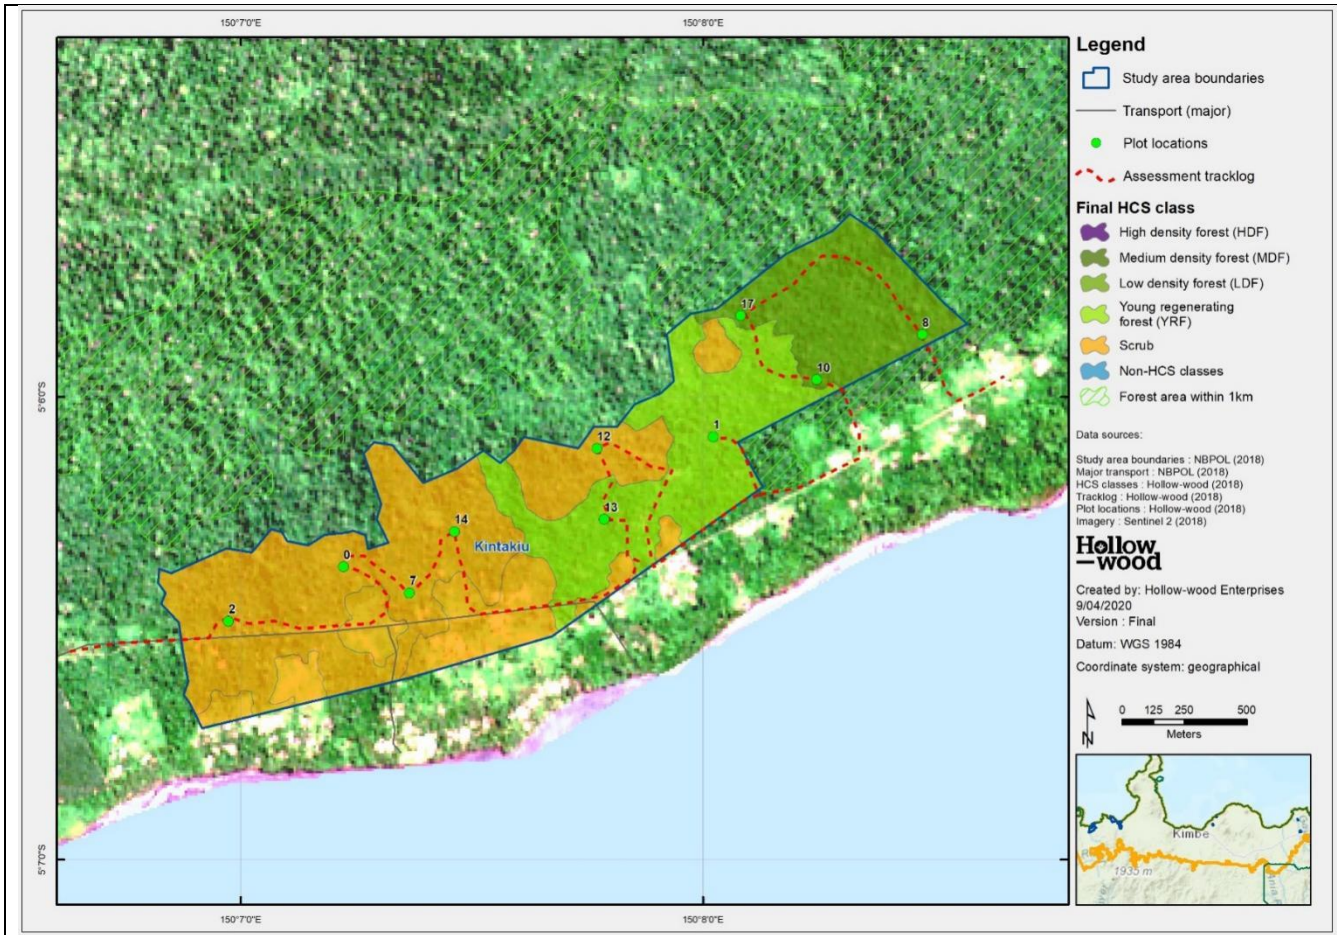 150°7'0"E
150°8'0"E
5°6'0"S
5°7'0"S
17
8
10
1
12
13
14
Kintakiu
0
7
2
150°7'0"E
150°8'0"E
Legend
Study area boundaries
Transport (major)
Plot locations
Assessment tracklog
Final HCS class
High density forest (HDF)
Medium density forest (MDF)
Low density forest (LDF)
Young regenerating
forest (YRF)
Scrub
Non-HCS classes
Forest area within 1km
Data sources:
Study area boundaries : NBPOL (2018)
Major transport : NBPOL (2018)
HCS classes : Hollow-wood (2018)
Tracklog : Hollow-wood (2018)
Plot locations : Hollow-wood (2018)
Imagery : Sentinel 2 (2018)
Hollow
—wood
Created by: Hollow-wood Enterprises
9/04/2020
Version : Final
Datum: WGS 1984
Coordinate system: geographical
N
0 125 250 500
Meters
Kimbe
1935 m